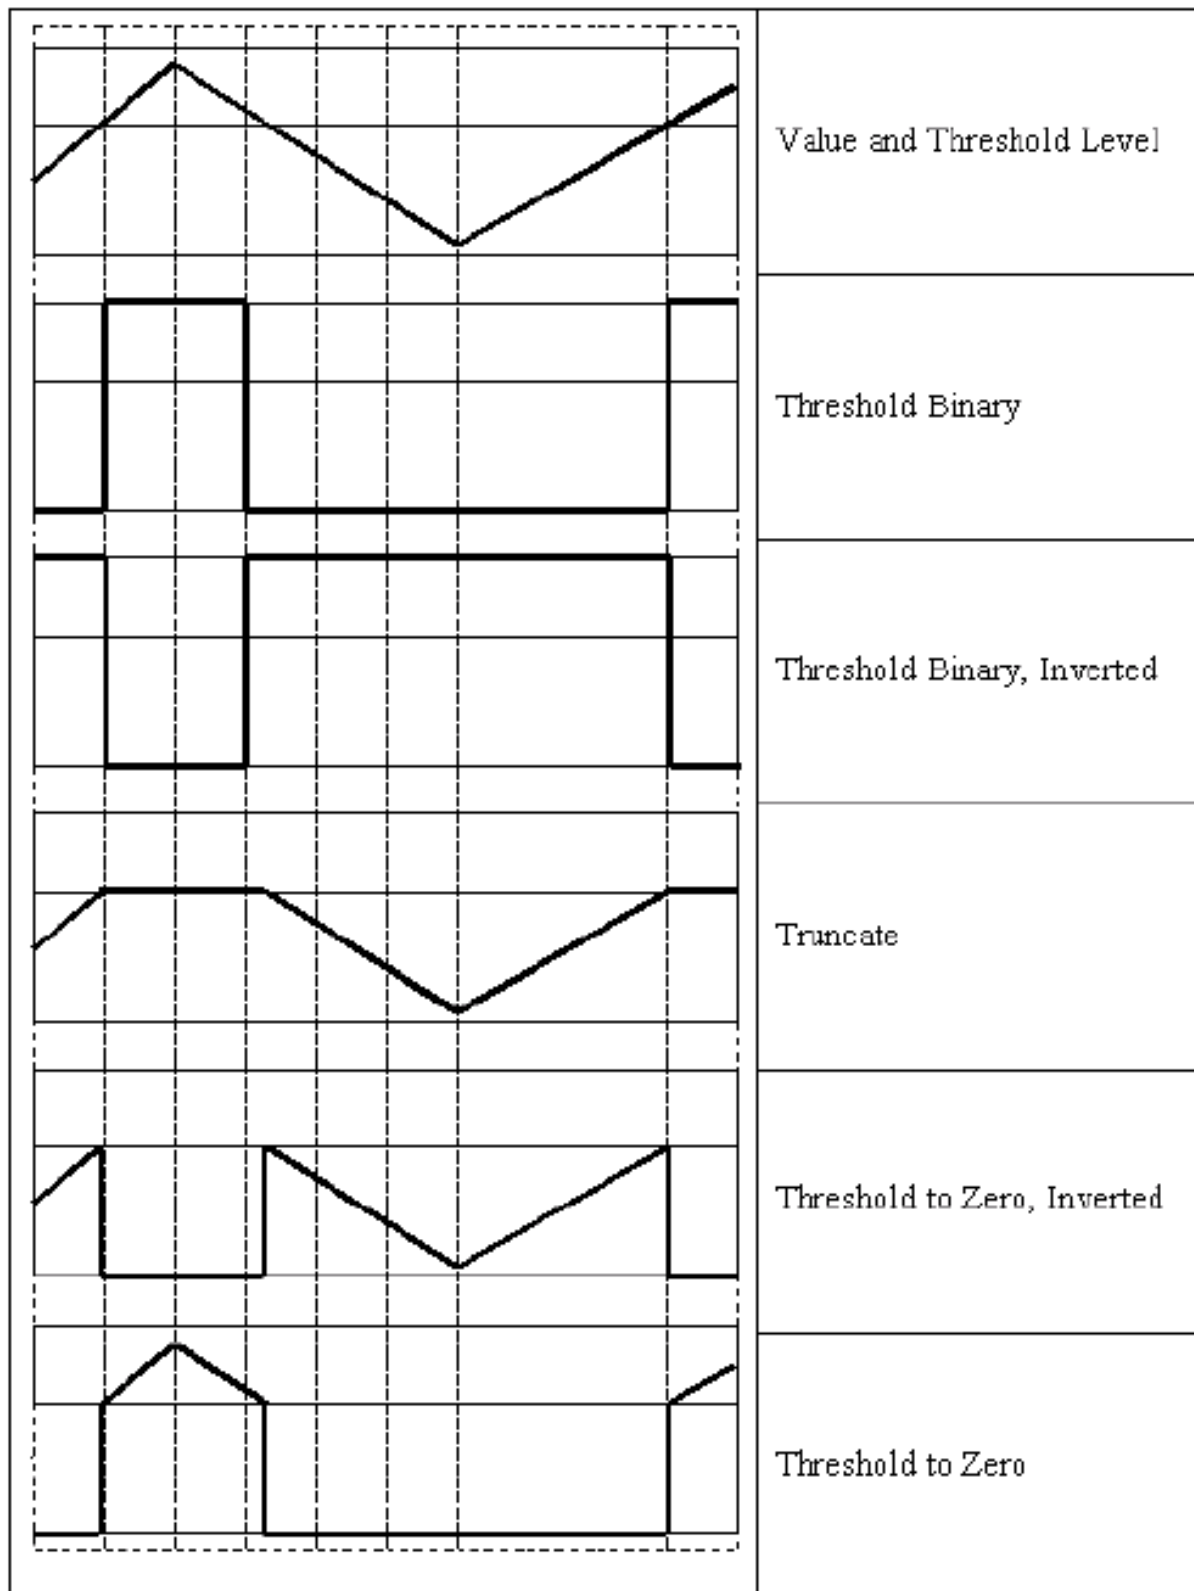 Value and Threshold Level
Threshold Binary
Threshold Binary, Inverted
Truncate
Threshold to Zero, Inverted
Threshold to Zero